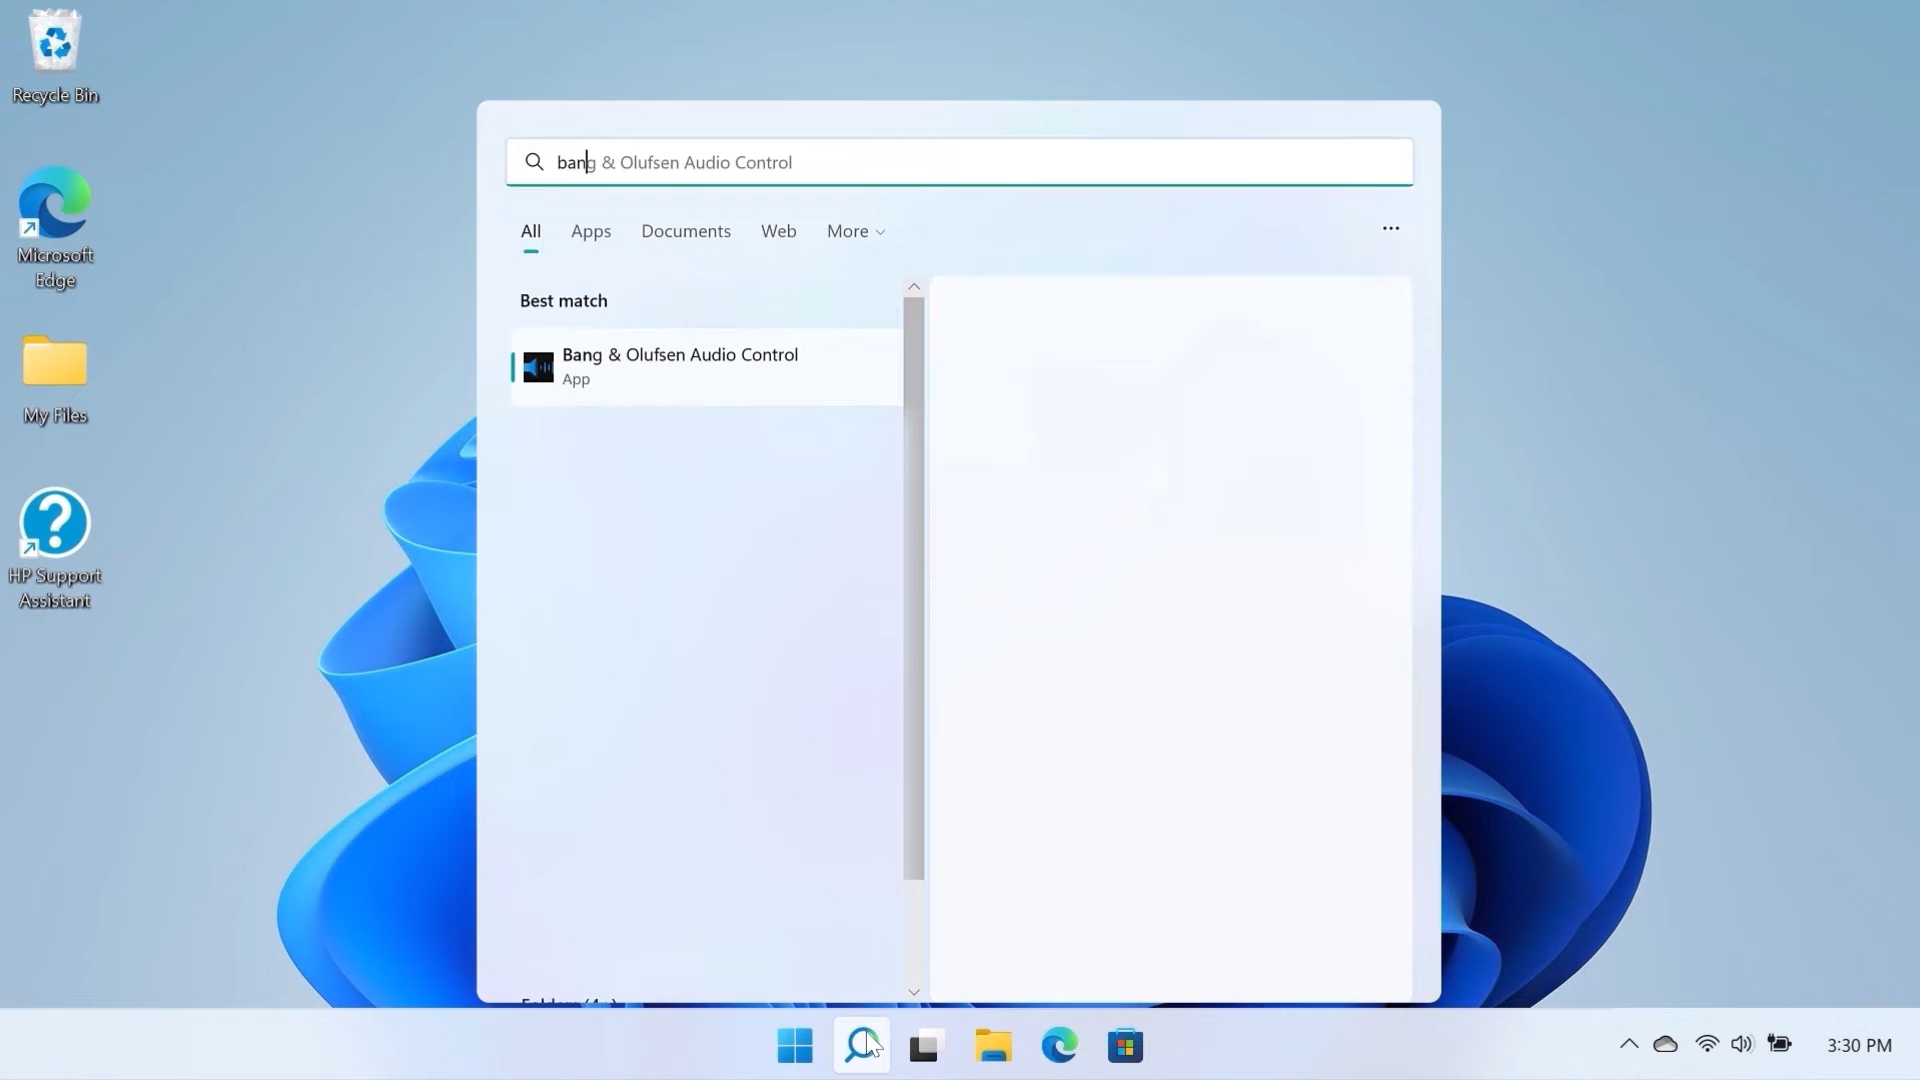 Recycle Bin
Microsoft
Edge
My Files
HP Support
Assistant
bang & Olufsen Audio Control
All Apps Documents Web More
Best match
Bang & Olufsen Audio Control
App
3:30 PM